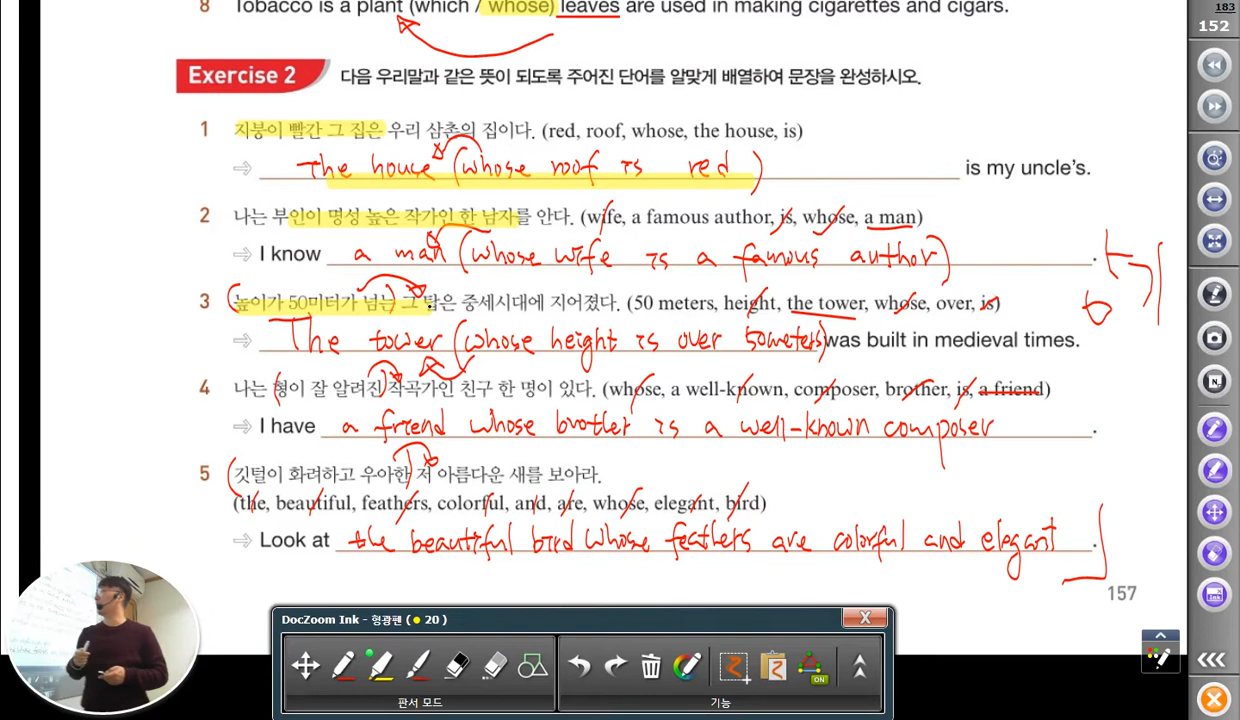 8 Tobacco is a plant (which / whose) leaves are used in making cigarettes and cigars.
183
152
Exercise 2 다음 우리말과 같은 뜻이 되도록 주어진 단어를 알맞게 배열하여 문장을 완성하시오.
1 지붕이 빨간 그 집은 우리 삼촌의 집이다. (red, roof, whose, the house, is)
⇨ The house (whose roof is red) is my uncle's.
2 나는 부인이 명성 높은 작가인 한 남자를 안다. (wife, a famous author, is, whose, a man)
⇨ I know a man (whose wife is a famous author).
3 (높이가 50미터가 넘는) 그 탑은 중세시대에 지어졌다. (50 meters, height, the tower, whose, over, is)
⇨ The tower (whose height is over 50meters) was built in medieval times.
4 나는 (형이 잘 알려진) 작곡가인 친구 한 명이 있다. (whose, a well-known, composer, brother, is, a friend)
⇨ I have a friend whose brother is a well-known composer.
5 (깃털이 화려하고 우아한) 저 아름다운 새를 보아라.
(the, beautiful, feathers, colorful, and, are, whose, elegant, bird)
⇨ Look at the beautiful bird whose feathers are colorful and elegant.
157
DocZoom Ink - 형광펜 ( 20 )
ON
판서 모드 기능